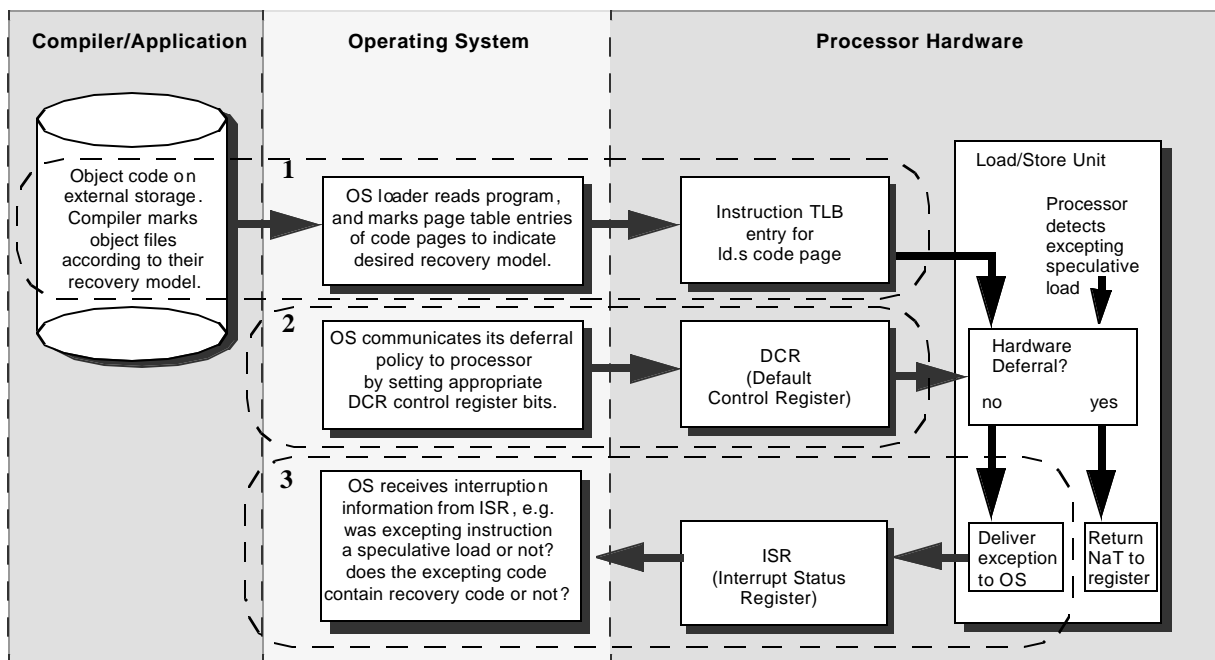 Compiler/Application
Operating System
Processor Hardware
Object code on
external storage.
Compiler marks
object files
according to their
recovery model.
1
OS loader reads program,
and marks page table entries
of code pages to indicate
desired recovery model.
Instruction TLB
entry for
ld.s code page
Load/Store Unit
Processor
detects
excepting
speculative
load
2
OS communicates its deferral
policy to processor
by setting appropriate
DCR control register bits.
DCR
(Default
Control Register)
Hardware
Deferral?
no yes
3
OS receives interruption
information from ISR, e.g.
was excepting instruction
a speculative load or not?
does the excepting code
contain recovery code or not?
ISR
(Interrupt Status
Register)
Deliver
exception
to OS
Return
NaT to
register